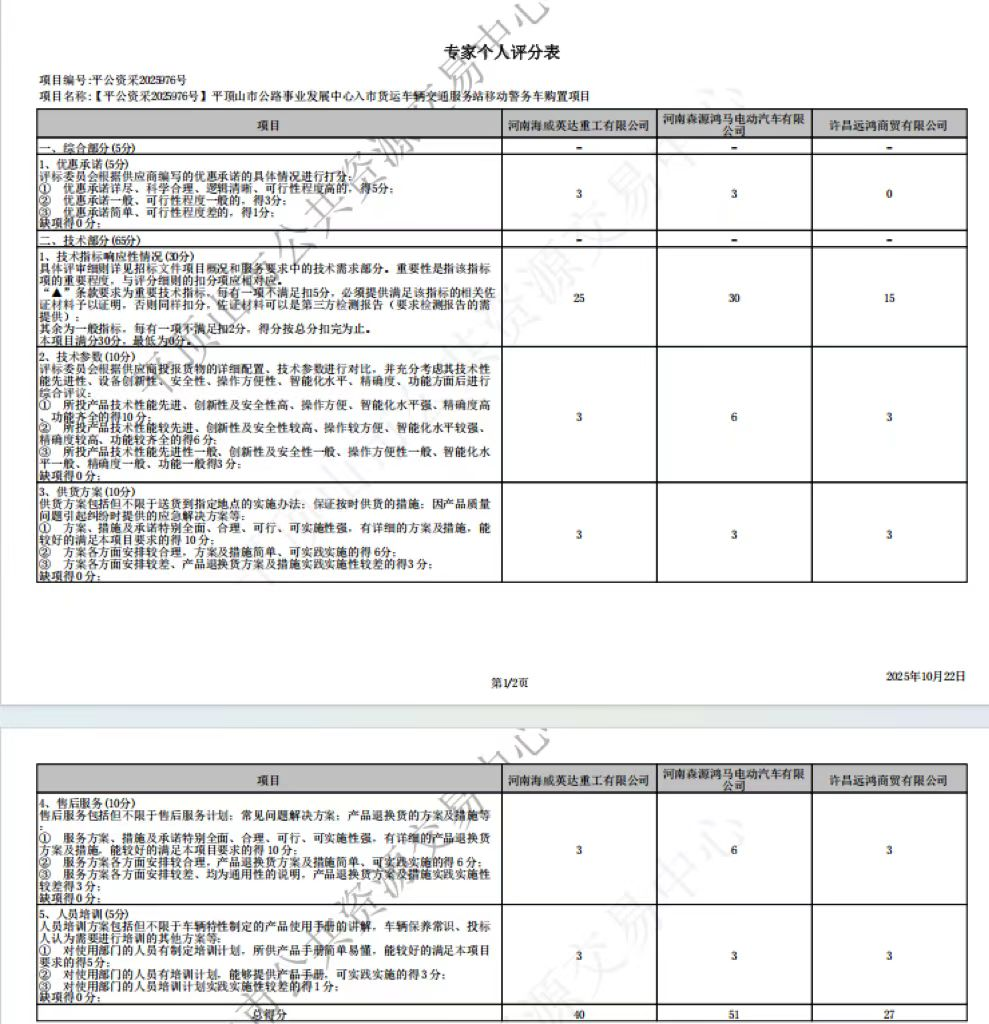 专家个人评分表
项目编号:平公资采2025976号
项目名称:【平公资采2025976号】平顶山市公路事业发展中心入市货运车辆交通服务站移动警务车购置项目
项目 河南海威英达重工有限公司 河南森源鸿马电动汽车有限公司 许昌远鸿商贸有限公司
一、综合部分(5分) - - -
1、优惠承诺(5分)
评标委员会根据供应商编写的优惠承诺的具体情况进行打分:
① 优惠承诺详尽、科学合理、逻辑清晰、可行性程度高的,得5分;
② 优惠承诺一般、可行性程度一般的,得3分;
③ 优惠承诺简单、可行性程度差的,得1分;
缺项得0分;
3 3 0
二、技术部分(65分) - - -
1、技术指标响应性情况(30分)
具体评审细则详见招标文件项目概况和服务要求中的技术需求部分。重要性是指该指标
项的重要程度,与评分细则的扣分项应相对应。
“▲”条款要求为重要技术指标,每有一项不满足扣5分,必须提供满足该指标的相关佐
证材料予以证明,否则同样扣分,佐证材料可以是第三方检测报告(要求检测报告的需
提供);
其余为一般指标,每有一项不满足扣2分,得分按总分扣完为止。
本项目满分30分,最低为0分。
25 30 15
2、技术参数(10分)
评标委员会根据供应商投报货物的详细配置、技术参数进行对比,并充分考虑其技术性
能先进性、设备创新性、安全性、操作方便性、智能化水平、精确度、功能方面后进行
综合评议:
① 所投产品技术性能先进、创新性及安全性高、操作方便、智能化水平强、精确度高
、功能齐全的得10分;
② 所投产品技术性能较先进、创新性及安全性较高、操作较方便、智能化水平较强、
精确度较高、功能较齐全的得6分;
③ 所投产品技术性能先进性一般、创新性及安全性一般、操作方便性一般、智能化水
平一般、精确度一般、功能一般得3分;
缺项得0分;
3 6 3
3、供货方案(10分)
供货方案包括但不限于送货到指定地点的实施办法;保证按时供货的措施;因产品质量
问题引起纠纷时提供的应急解决方案等:
① 方案、措施及承诺特别全面、合理、可行、可实施性强,有详细的方案及措施,能
较好的满足本项目要求的得10分;
② 方案各方面安排较合理,方案及措施简单、可实践实施的得6分;
③ 方案各方面安排较差、产品退换货方案及措施实践实施性较差的得3分;
缺项得0分;
3 3 3
第1/2页
2025年10月22日
项目 河南海威英达重工有限公司 河南森源鸿马电动汽车有限公司 许昌远鸿商贸有限公司
4、售后服务(10分)
售后服务包括但不限于售后服务计划;常见问题解决方案;产品退换货的方案及措施等
:
① 服务方案、措施及承诺特别全面、合理、可行、可实施性强,有详细的产品退换货
方案及措施,能较好的满足本项目要求的得10分;
② 服务方案各方面安排较合理,产品退换货方案及措施简单、可实践实施的得6分;
③ 服务方案各方面安排较差、均为通用性的说明,产品退换货方案及措施实践实施性
较差得3分;
缺项得0分;
3 6 3
5、人员培训(5分)
人员培训方案包括但不限于车辆特性制定的产品使用手册的讲解,车辆保养常识、投标
人认为需要进行培训的其他方案等:
① 对使用部门的人员有制定培训计划,所供产品手册简单易懂,能较好的满足本项目
要求的得5分;
② 对使用部门的人员有培训计划,能够提供产品手册,可实践实施的得3分;
③ 对使用部门的人员培训计划实践实施性较差的得1分;
缺项得0分;
3 3 3
总得分 40 51 27
平顶山市公共资源交易中心
平顶山市公共资源交易中心